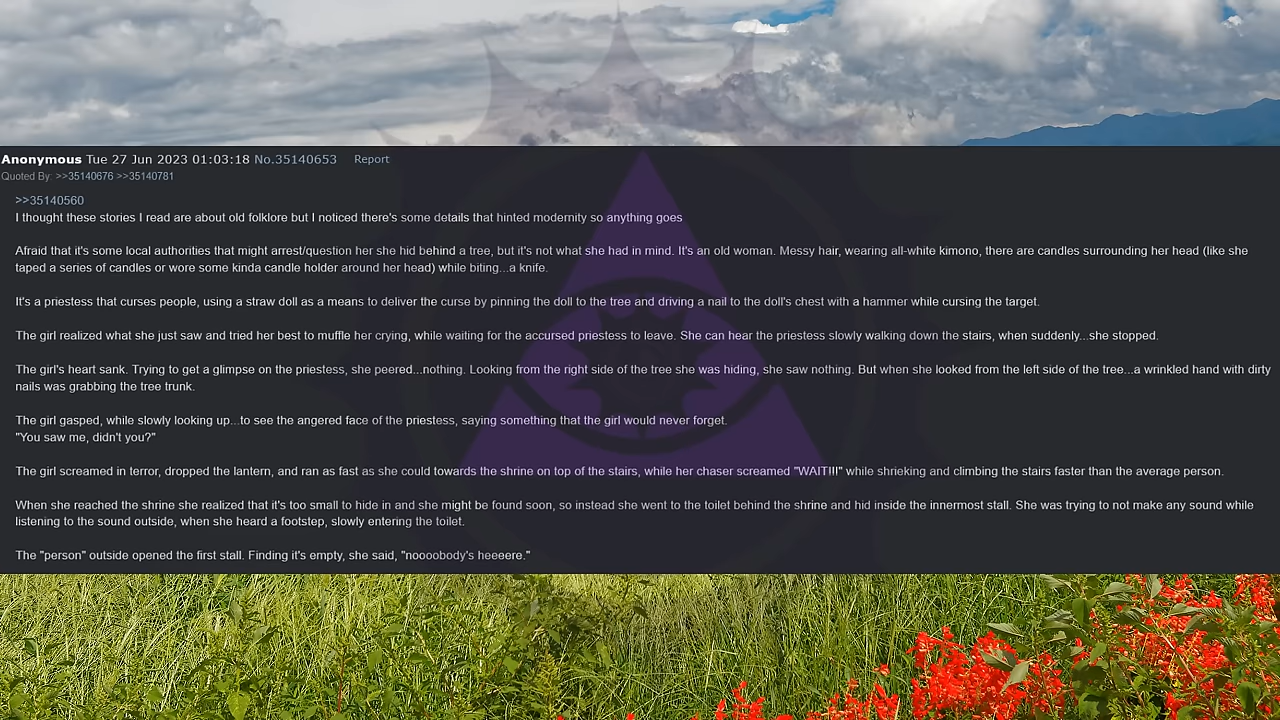 Anonymous Tue 27 Jun 2023 01:03:18 No.35140653 Report
Quoted By: >>35140676 >>35140781
>>35140560
I thought these stories I read are about old folklore but I noticed there's some details that hinted modernity so anything goes
Afraid that it's some local authorities that might arrest/question her she hid behind a tree, but it's not what she had in mind. It's an old woman. Messy hair, wearing all-white kimono, there are candles surrounding her head (like she
taped a series of candles or wore some kinda candle holder around her head) while biting...a knife.
It's a priestess that curses people, using a straw doll as a means to deliver the curse by pinning the doll to the tree and driving a nail to the doll's chest with a hammer while cursing the target.
The girl realized what she just saw and tried her best to muffle her crying, while waiting for the accursed priestess to leave. She can hear the priestess slowly walking down the stairs, when suddenly...she stopped.
The girl's heart sank. Trying to get a glimpse on the priestess, she peered...nothing. Looking from the right side of the tree she was hiding, she saw nothing. But when she looked from the left side of the tree...a wrinkled hand with dirty
nails was grabbing the tree trunk.
The girl gasped, while slowly looking up...to see the angered face of the priestess, saying something that the girl would never forget.
"You saw me, didn't you?"
The girl screamed in terror, dropped the lantern, and ran as fast as she could towards the shrine on top of the stairs, while her chaser screamed "WAIT!!!" while shrieking and climbing the stairs faster than the average person.
When she reached the shrine she realized that it's too small to hide in and she might be found soon, so instead she went to the toilet behind the shrine and hid inside the innermost stall. She was trying to not make any sound while
listening to the sound outside, when she heard a footstep, slowly entering the toilet.
The "person" outside opened the first stall. Finding it's empty, she said, "noooobody's heeeere."